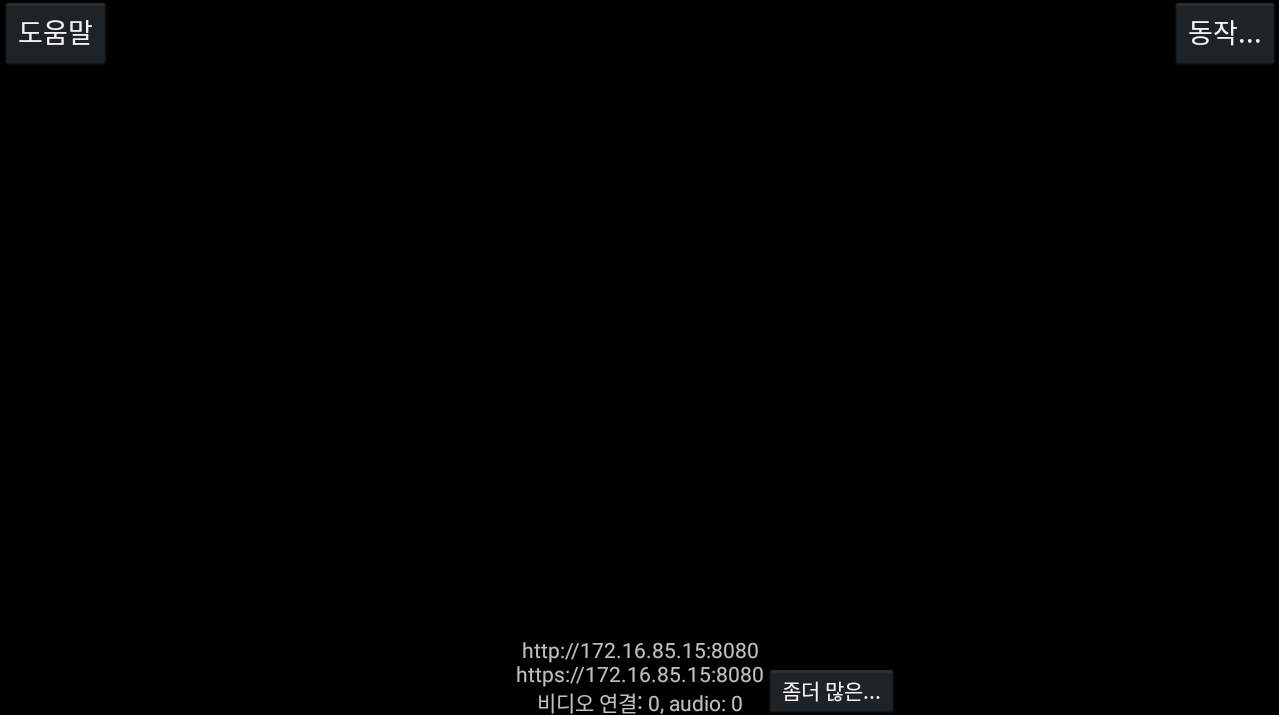 도움말
동작...
http://172.16.85.15:8080
https://172.16.85.15:8080
비디오 연결: 0, audio: 0
좀더 많은...